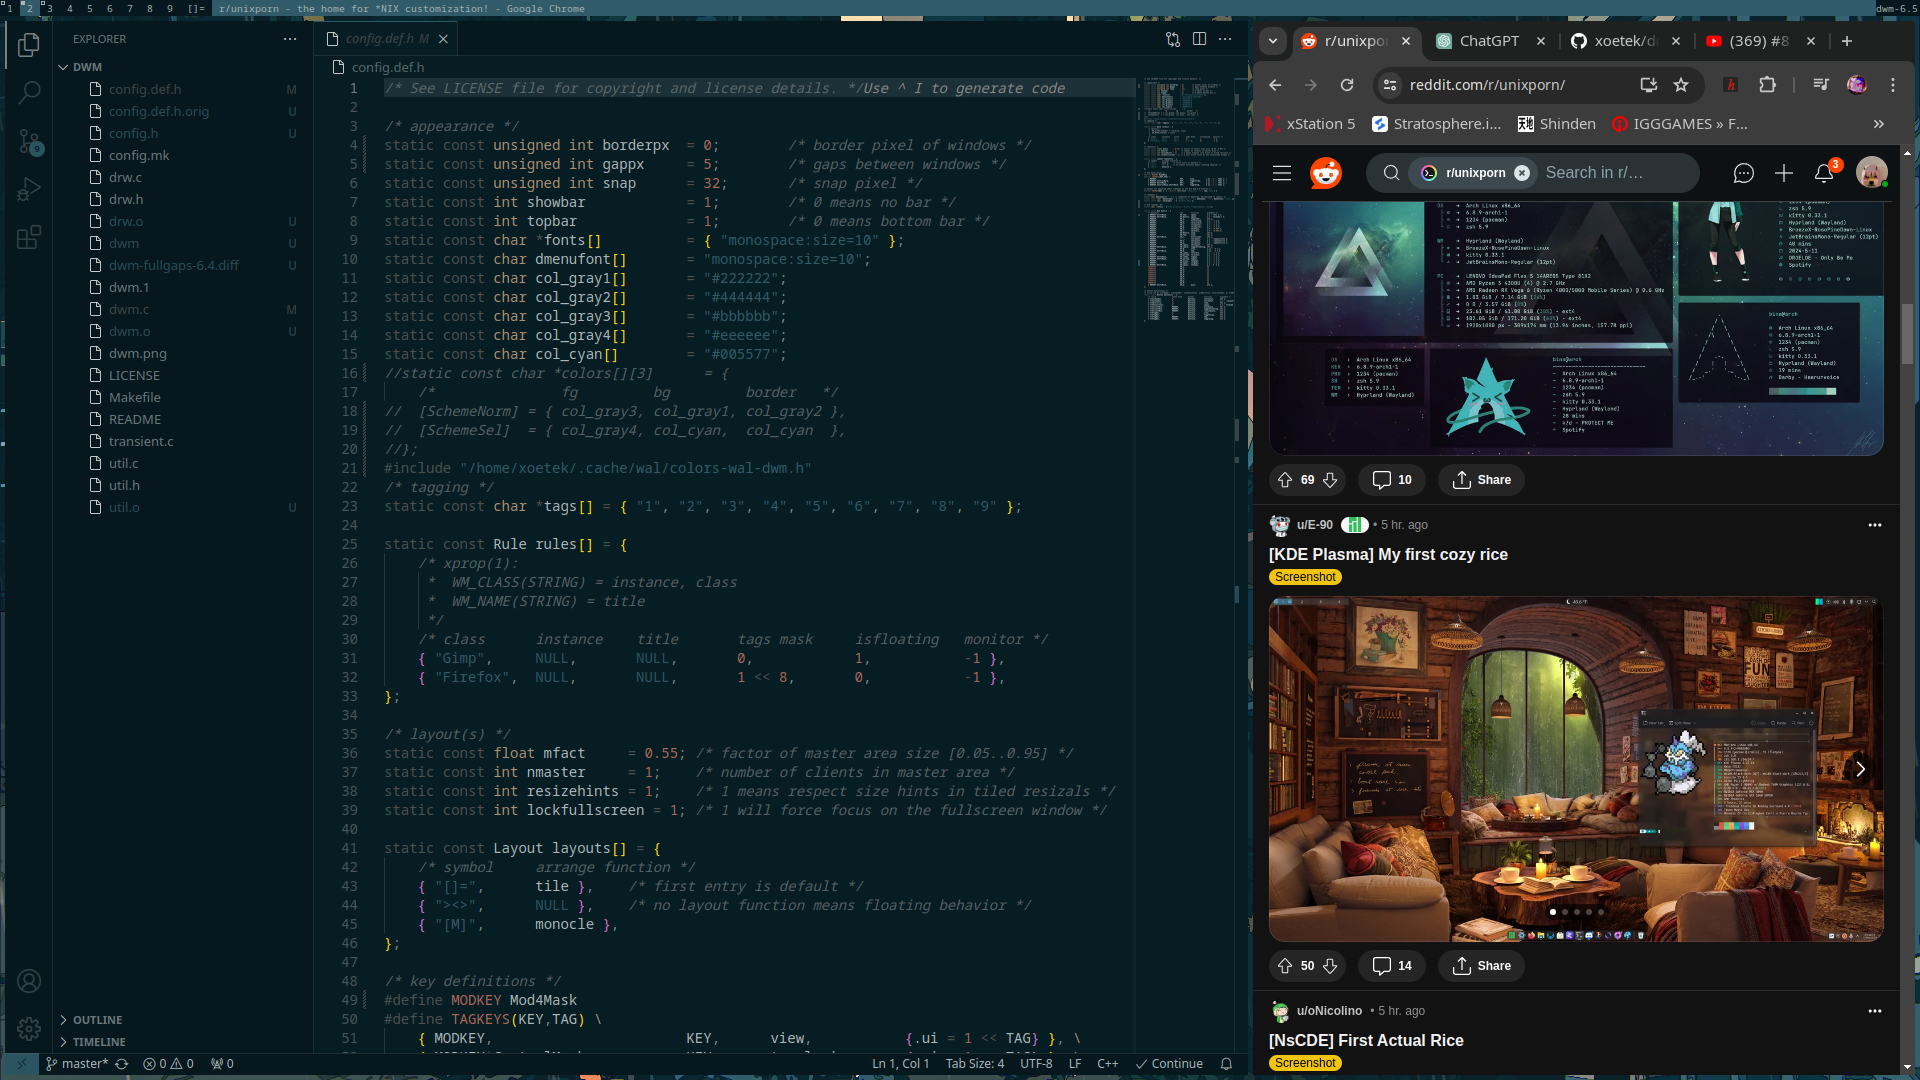 1 2 3 4 5 6 7 8 9 []= r/unixporn - the home for *NIX customization! - Google Chrome
dwm-6.5
EXPLORER
DWM
config.def.h M
config.def.h.orig U
config.h U
config.mk
drw.c
drw.h
drw.o U
dwm U
dwm-fullgaps-6.4.diff U
dwm.1
dwm.c M
dwm.o U
dwm.png
LICENSE
Makefile
README
transient.c
util.c
util.h
util.o U
OUTLINE
TIMELINE
9
config.def.h M
config.def.h
1 /* See LICENSE file for copyright and license details. */Use ^ I to generate code
2
3 /* appearance */
4 static const unsigned int borderpx = 0; /* border pixel of windows */
5 static const unsigned int gappx = 5; /* gaps between windows */
6 static const unsigned int snap = 32; /* snap pixel */
7 static const int showbar = 1; /* 0 means no bar */
8 static const int topbar = 1; /* 0 means bottom bar */
9 static const char *fonts[] = { "monospace:size=10" };
10 static const char dmenufont[] = "monospace:size=10";
11 static const char col_gray1[] = "#222222";
12 static const char col_gray2[] = "#444444";
13 static const char col_gray3[] = "#bbbbbb";
14 static const char col_gray4[] = "#eeeeee";
15 static const char col_cyan[] = "#005577";
16 //static const char *colors[][3] = {
17 /* fg bg border */
18 // [SchemeNorm] = { col_gray3, col_gray1, col_gray2 },
19 // [SchemeSel] = { col_gray4, col_cyan, col_cyan },
20 //};
21 #include "/home/xoetek/.cache/wal/colors-wal-dwm.h"
22 /* tagging */
23 static const char *tags[] = { "1", "2", "3", "4", "5", "6", "7", "8", "9" };
24
25 static const Rule rules[] = {
26 /* xprop(1):
27 * WM_CLASS(STRING) = instance, class
28 * WM_NAME(STRING) = title
29 */
30 /* class instance title tags mask isfloating monitor */
31 { "Gimp", NULL, NULL, 0, 1, -1 },
32 { "Firefox", NULL, NULL, 1 << 8, 0, -1 },
33 };
34
35 /* layout(s) */
36 static const float mfact = 0.55; /* factor of master area size [0.05..0.95] */
37 static const int nmaster = 1; /* number of clients in master area */
38 static const int resizehints = 1; /* 1 means respect size hints in tiled resizals */
39 static const int lockfullscreen = 1; /* 1 will force focus on the fullscreen window */
40
41 static const Layout layouts[] = {
42 /* symbol arrange function */
43 { "[]=", tile }, /* first entry is default */
44 { "><>", NULL }, /* no layout function means floating behavior */
45 { "[M]", monocle },
46 };
47
48 /* key definitions */
49 #define MODKEY Mod4Mask
50 #define TAGKEYS(KEY,TAG) \
51 { MODKEY, KEY, view, {.ui = 1 << TAG} }, \
master* 0 0 0
Ln 1, Col 1 Tab Size: 4 UTF-8 LF C++ Continue
r/unixpo ChatGPT xoetek/d (369) #8
reddit.com/r/unixporn/
xStation 5 Stratosphere.i... Shinden IGGGAMES » F... »
r/unixporn Search in r/... 3
69 10 Share
u/E-90 • 5 hr. ago
[KDE Plasma] My first cozy rice
Screenshot
50 14 Share
u/oNicolino • 5 hr. ago
[NsCDE] First Actual Rice
Screenshot